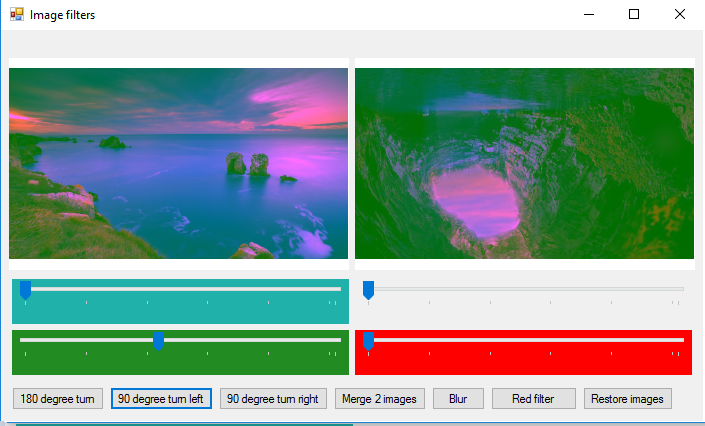 Image filters
180 degree turn
90 degree turn left
90 degree turn right
Merge 2 images
Blur
Red filter
Restore images